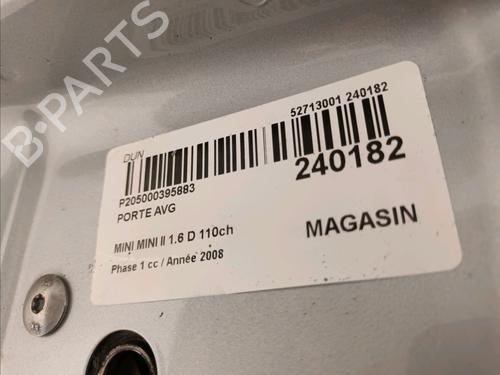 B-PARTS
DUN
52713001 240182
P205000395883
240182
PORTE AVG
MAGASIN
MINI MINI II 1.6 D 110ch
Phase 1 cc / Année 2008